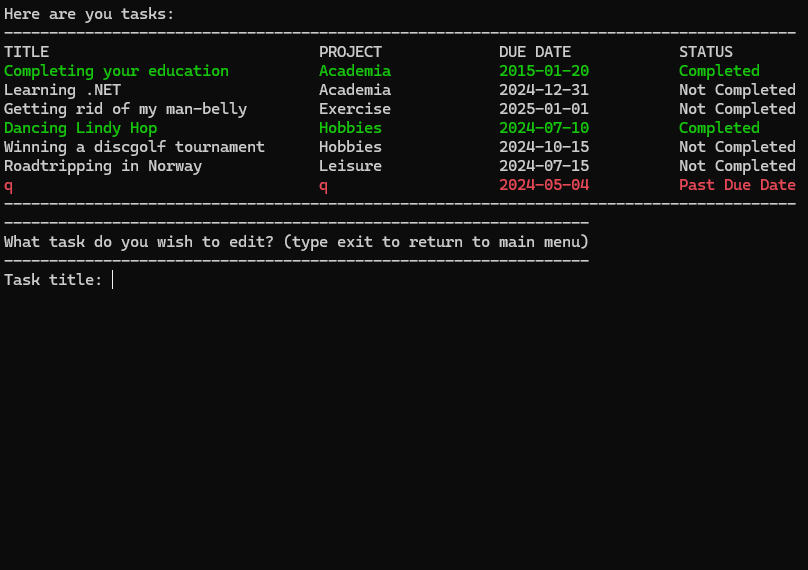 Here are you tasks:
----------------------------------------------------------------------------------------
TITLE                              PROJECT             DUE DATE            STATUS
Completing your education          Academia            2015-01-20          Completed
Learning .NET                      Academia            2024-12-31          Not Completed
Getting rid of my man-belly        Exercise            2025-01-01          Not Completed
Dancing Lindy Hop                  Hobbies             2024-07-10          Completed
Winning a discgolf tournament      Hobbies             2024-10-15          Not Completed
Roadtripping in Norway             Leisure             2024-07-15          Not Completed
q                                  q                   2024-05-04          Past Due Date
----------------------------------------------------------------------------------------
-----------------------------------------------------------------
What task do you wish to edit? (type exit to return to main menu)
-----------------------------------------------------------------
Task title: